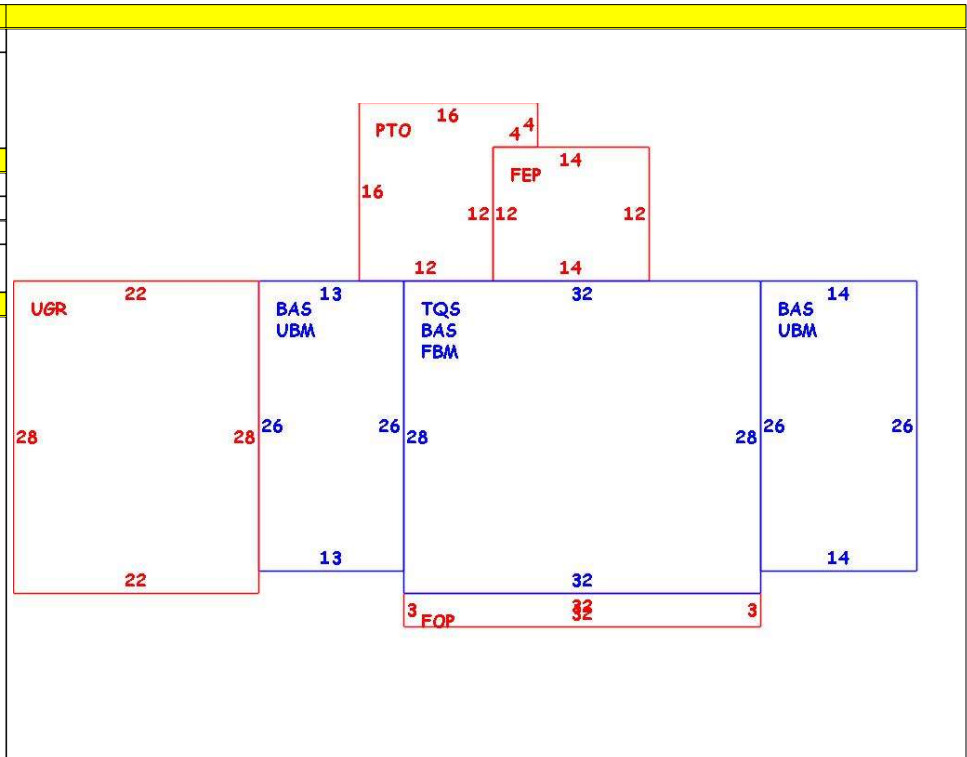 16
PTO
4 4
14
FEP
16
12 12 12
12 14
22 13 32 14
UGR BAS TQS BAS
UBM BAS UBM
FBM
28 28 26 26 28 28 26 26
13 14
22 32
3 FOP 32 32 3